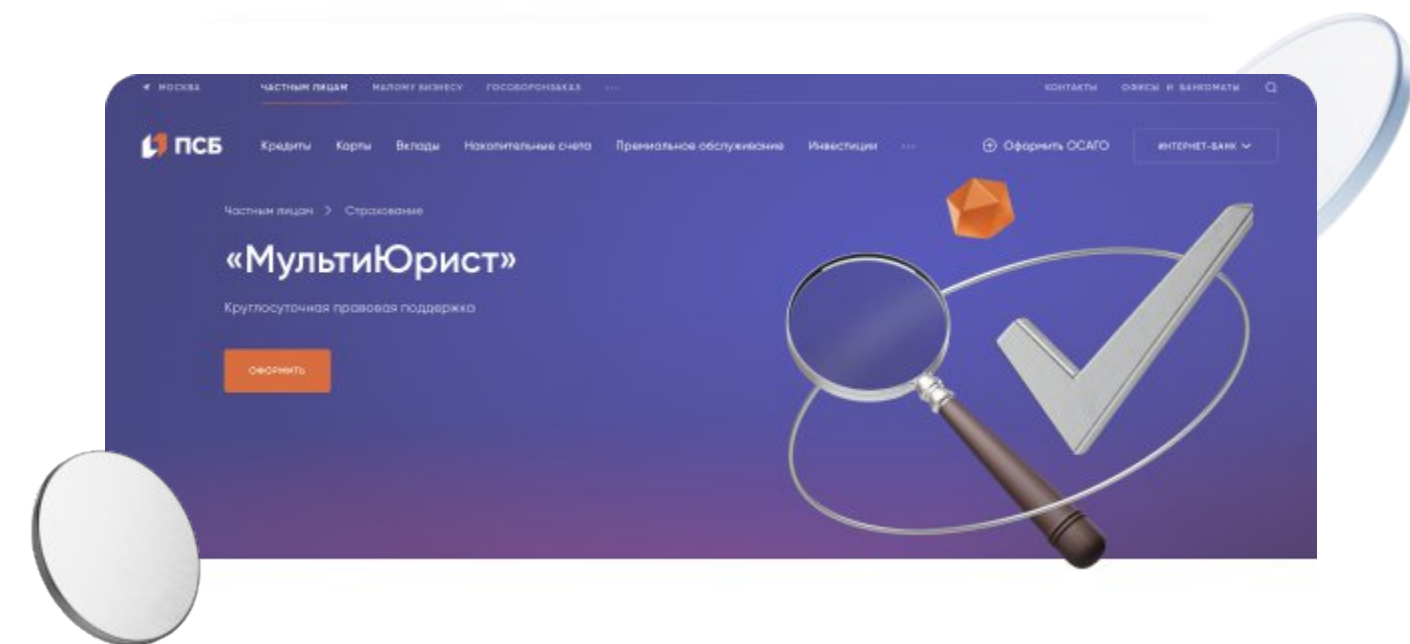 МОСКВА ЧАСТНЫМ ЛИЦАМ МАЛОМУ БИЗНЕСУ ГОСОБОРОНЗАКАЗ ... КОНТАКТЫ ОФИСЫ И БАНКОМАТЫ
ПСБ Кредиты Карты Вклады Накопительные счета Премиальное обслуживание Инвестиции ... Оформить ОСАГО ИНТЕРНЕТ-БАНК
Частным лицам > Страхование
«МультиЮрист»
Круглосуточная правовая поддержка
ОФОРМИТЬ